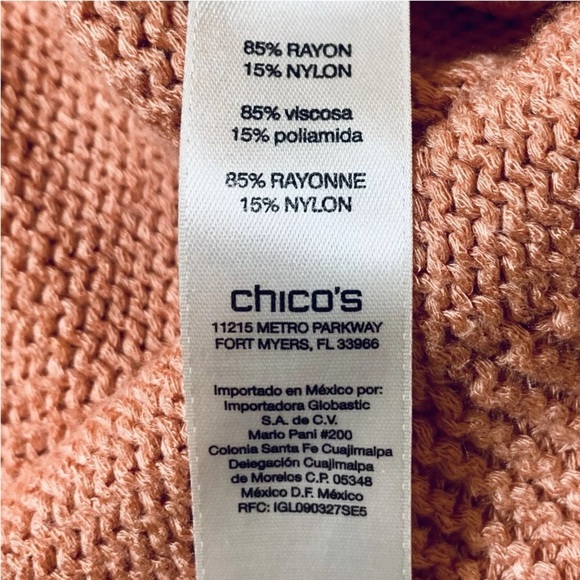 85% RAYON
15% NYLON
85% viscosa
15% poliamida
85% RAYONNE
15% NYLON
chico's
11215 METRO PARKWAY
FORT MYERS, FL 33966
Importado en México por:
Importadora Globastic
S.A. de C.V.
Mario Pani #200
Colonia Santa Fe Cuajimalpa
Delegación Cuajimalpa
de Morelos C.P. 05348
México D.F. México
RFC: IGL090327SE5